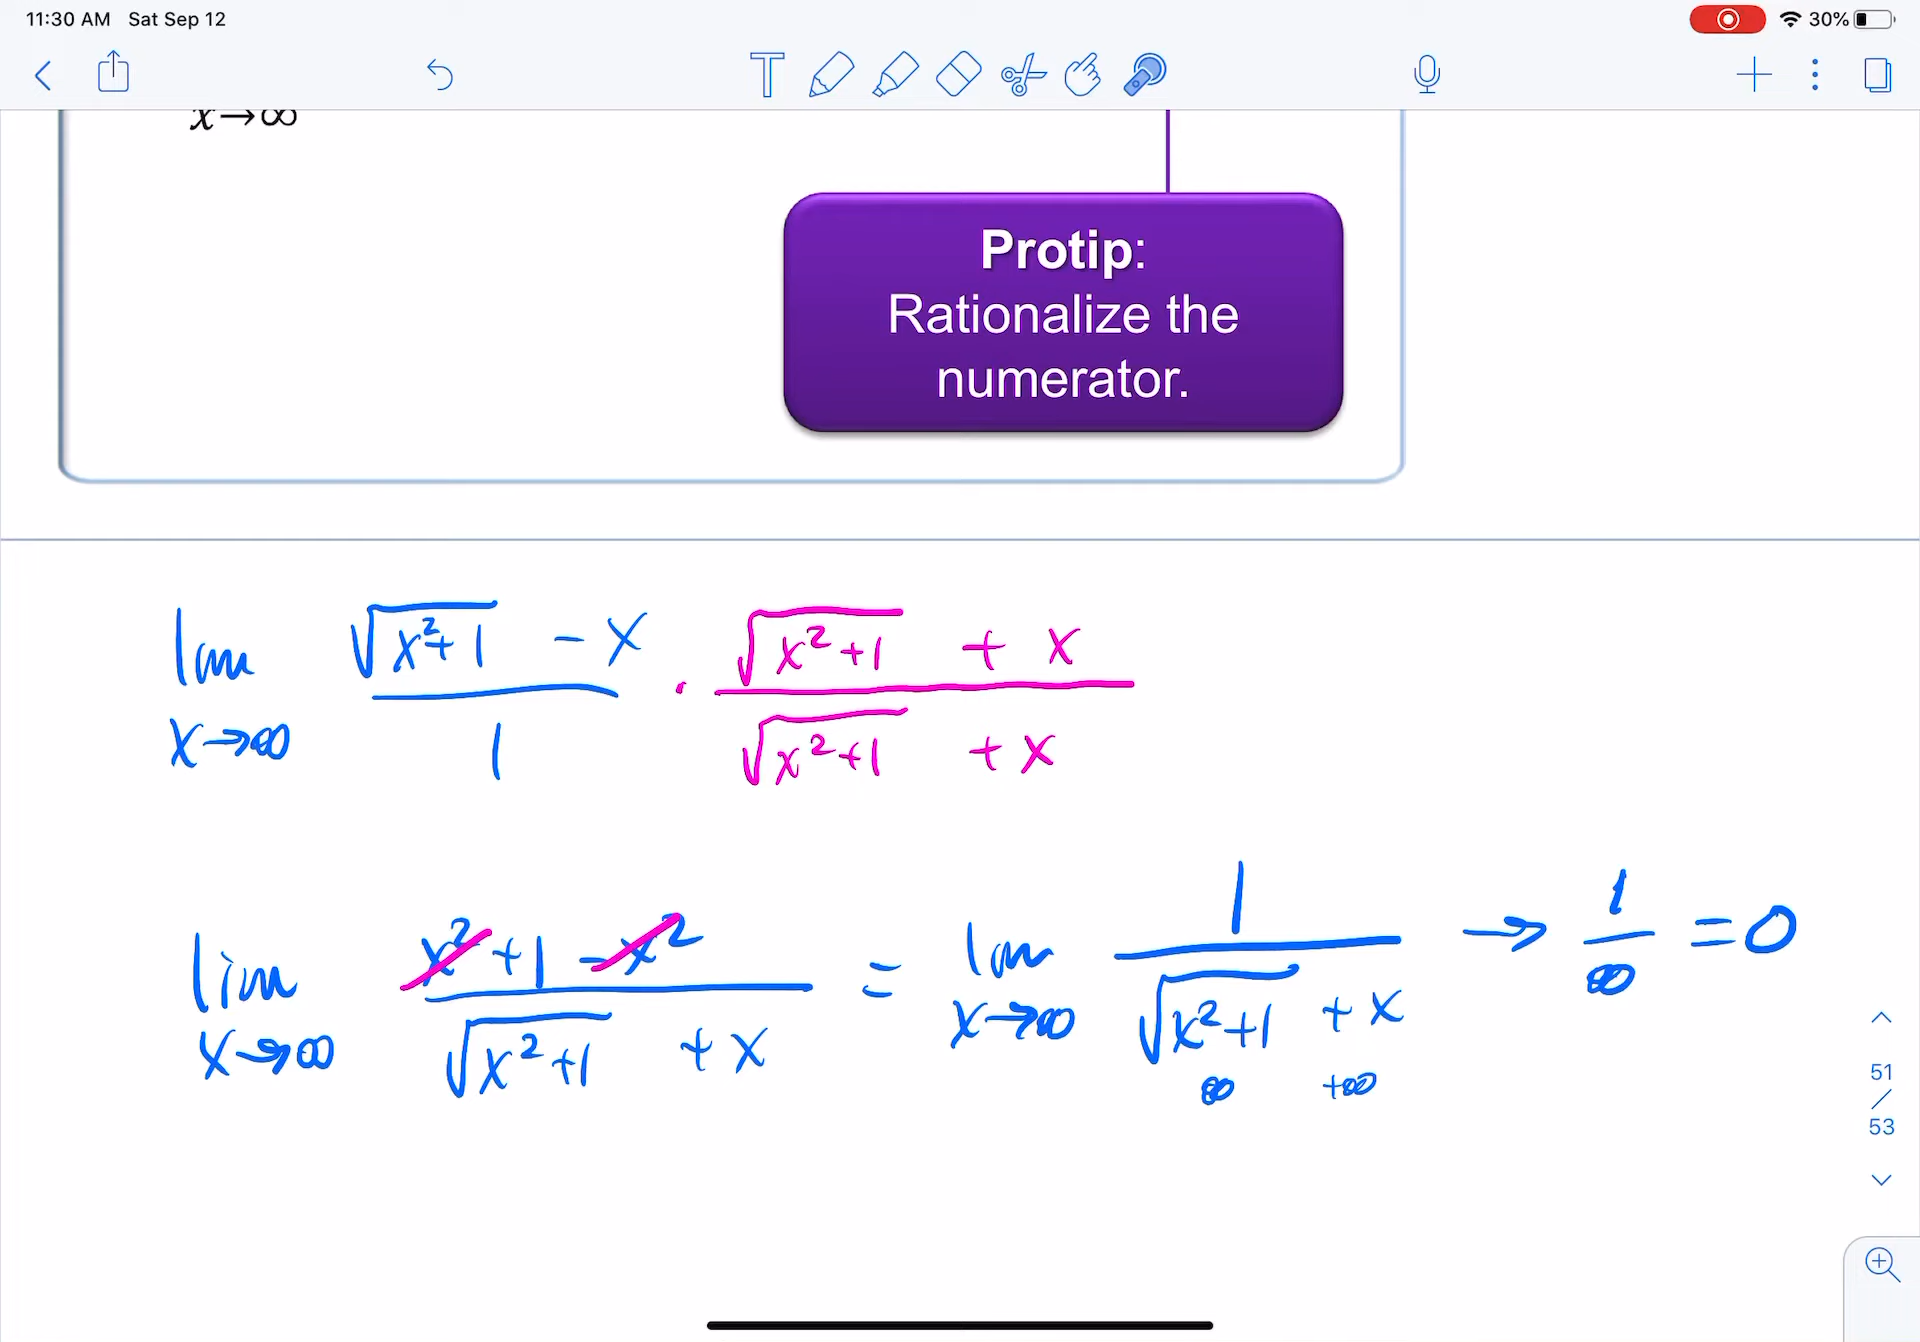 11:30 AM Sat Sep 12
30%
T
x→∞
Protip:
Rationalize the
numerator.
lim x→∞ (√(x²+1) - x)/1 · (√(x²+1) + x)/(√(x²+1) + x)
lim x→∞ (x²+1-x²)/(√(x²+1) + x) = lim x→∞ 1/(√(x²+1) + x) → 1/∞ = 0
∞ +∞
51
/
53